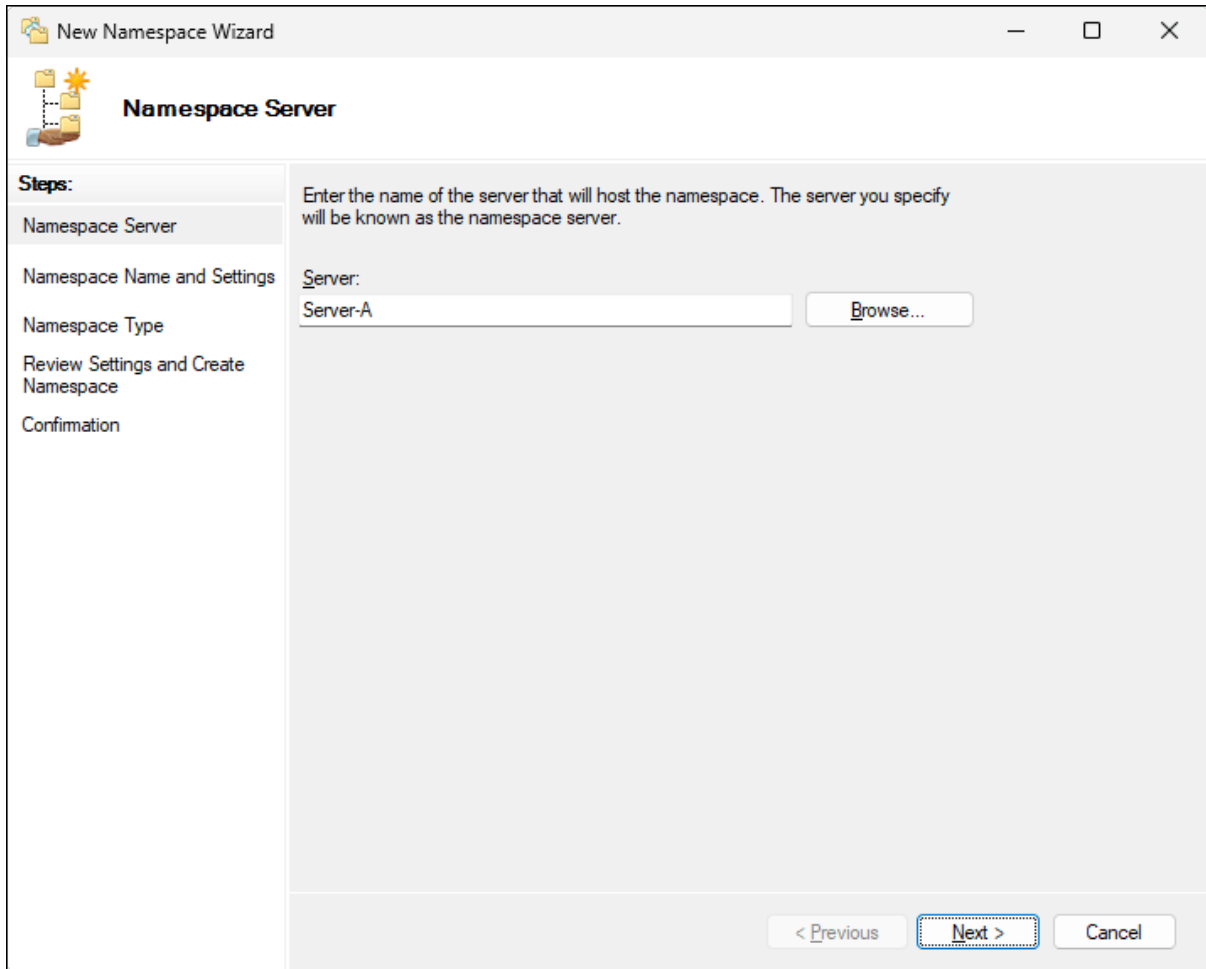 New Namespace Wizard
Namespace Server
Steps:
Namespace Server
Namespace Name and Settings
Namespace Type
Review Settings and Create
Namespace
Confirmation
Enter the name of the server that will host the namespace. The server you specify
will be known as the namespace server.
Server:
Server-A
Browse...
< Previous
Next >
Cancel